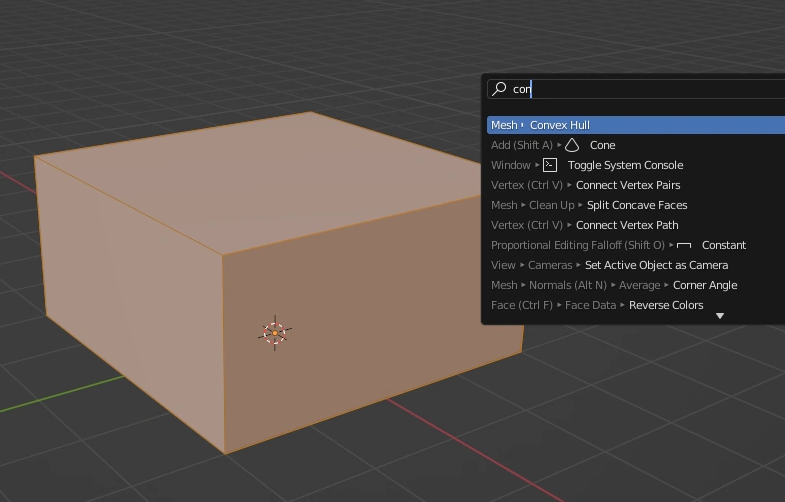 con
Mesh ▸ Convex Hull
Add (Shift A) ▸ Cone
Window ▸ Toggle System Console
Vertex (Ctrl V) ▸ Connect Vertex Pairs
Mesh ▸ Clean Up ▸ Split Concave Faces
Vertex (Ctrl V) ▸ Connect Vertex Path
Proportional Editing Falloff (Shift O) ▸ Constant
View ▸ Cameras ▸ Set Active Object as Camera
Mesh ▸ Normals (Alt N) ▸ Average ▸ Corner Angle
Face (Ctrl F) ▸ Face Data ▸ Reverse Colors